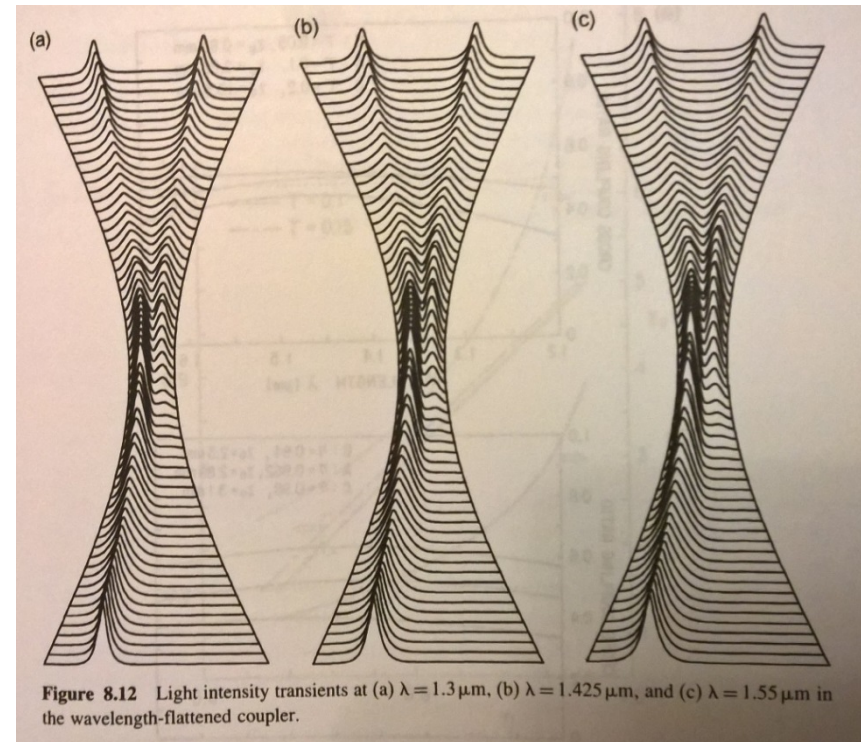 (a)
(b)
(c)
Figure 8.12 Light intensity transients at (a) λ = 1.3 μm, (b) λ = 1.425 μm, and (c) λ = 1.55 μm in
the wavelength-flattened coupler.